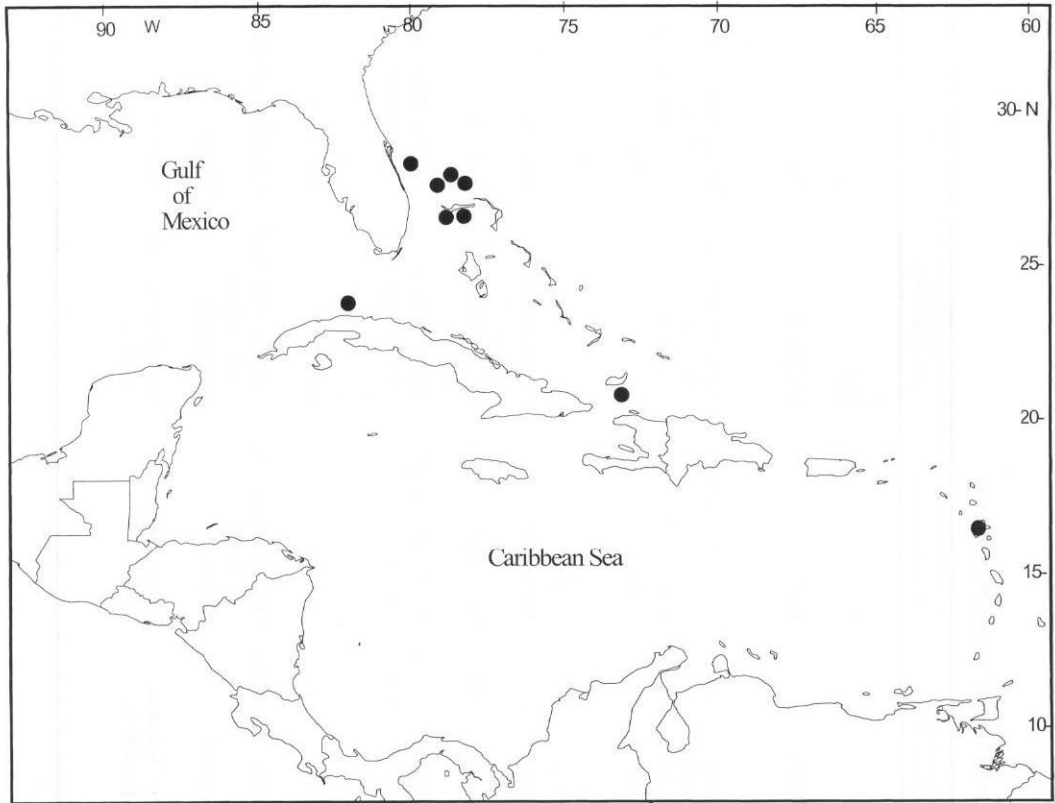 90 W 85 80 75 70 65 60
30- N
Gulf
of
Mexico
25-
20-
Caribbean Sea
15-
10-